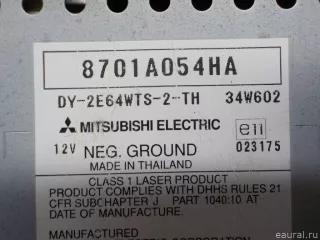 8701A054HA
DY-2E64WTS-2-TH 34W602
MITSUBISHI ELECTRIC e11
12V NEG. GROUND 023175
MADE IN THAILAND
CLASS 1 LASER PRODUCT
PRODUCT COMPLIES WITH DHHS RULES 21
CFR SUBCHAPTER J PART 1040:10 AT
DATE OF MANUFACTURE.
CORPORATION
eaural.ru